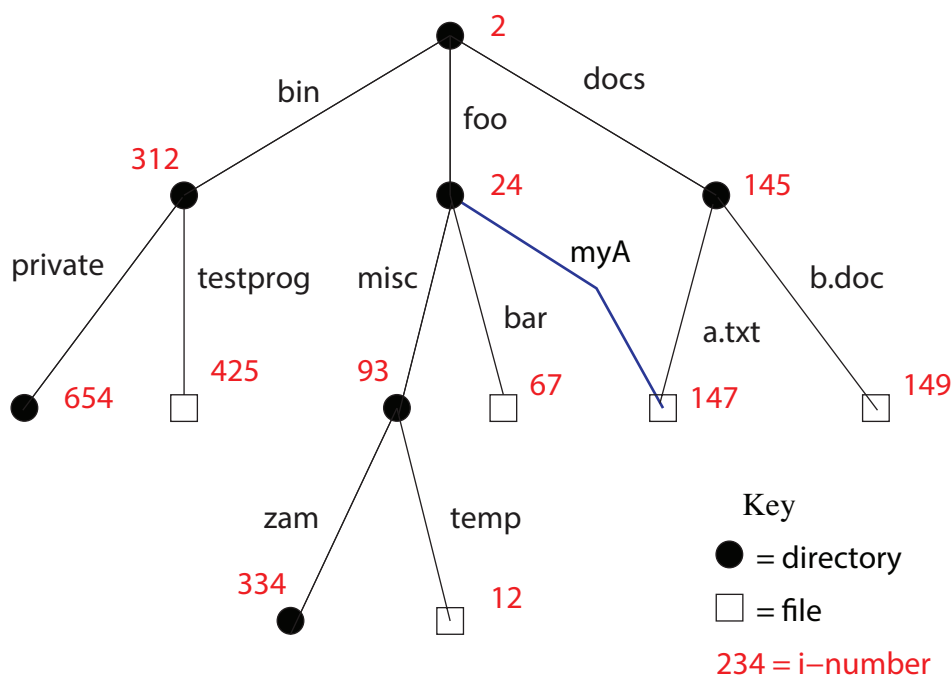 2
bin
docs
foo
312
24
145
private
testprog
misc
myA
b.doc
bar
a.txt
654
425
93
67
147
149
zam
temp
Key
= directory
334
12
= file
234 = i−number